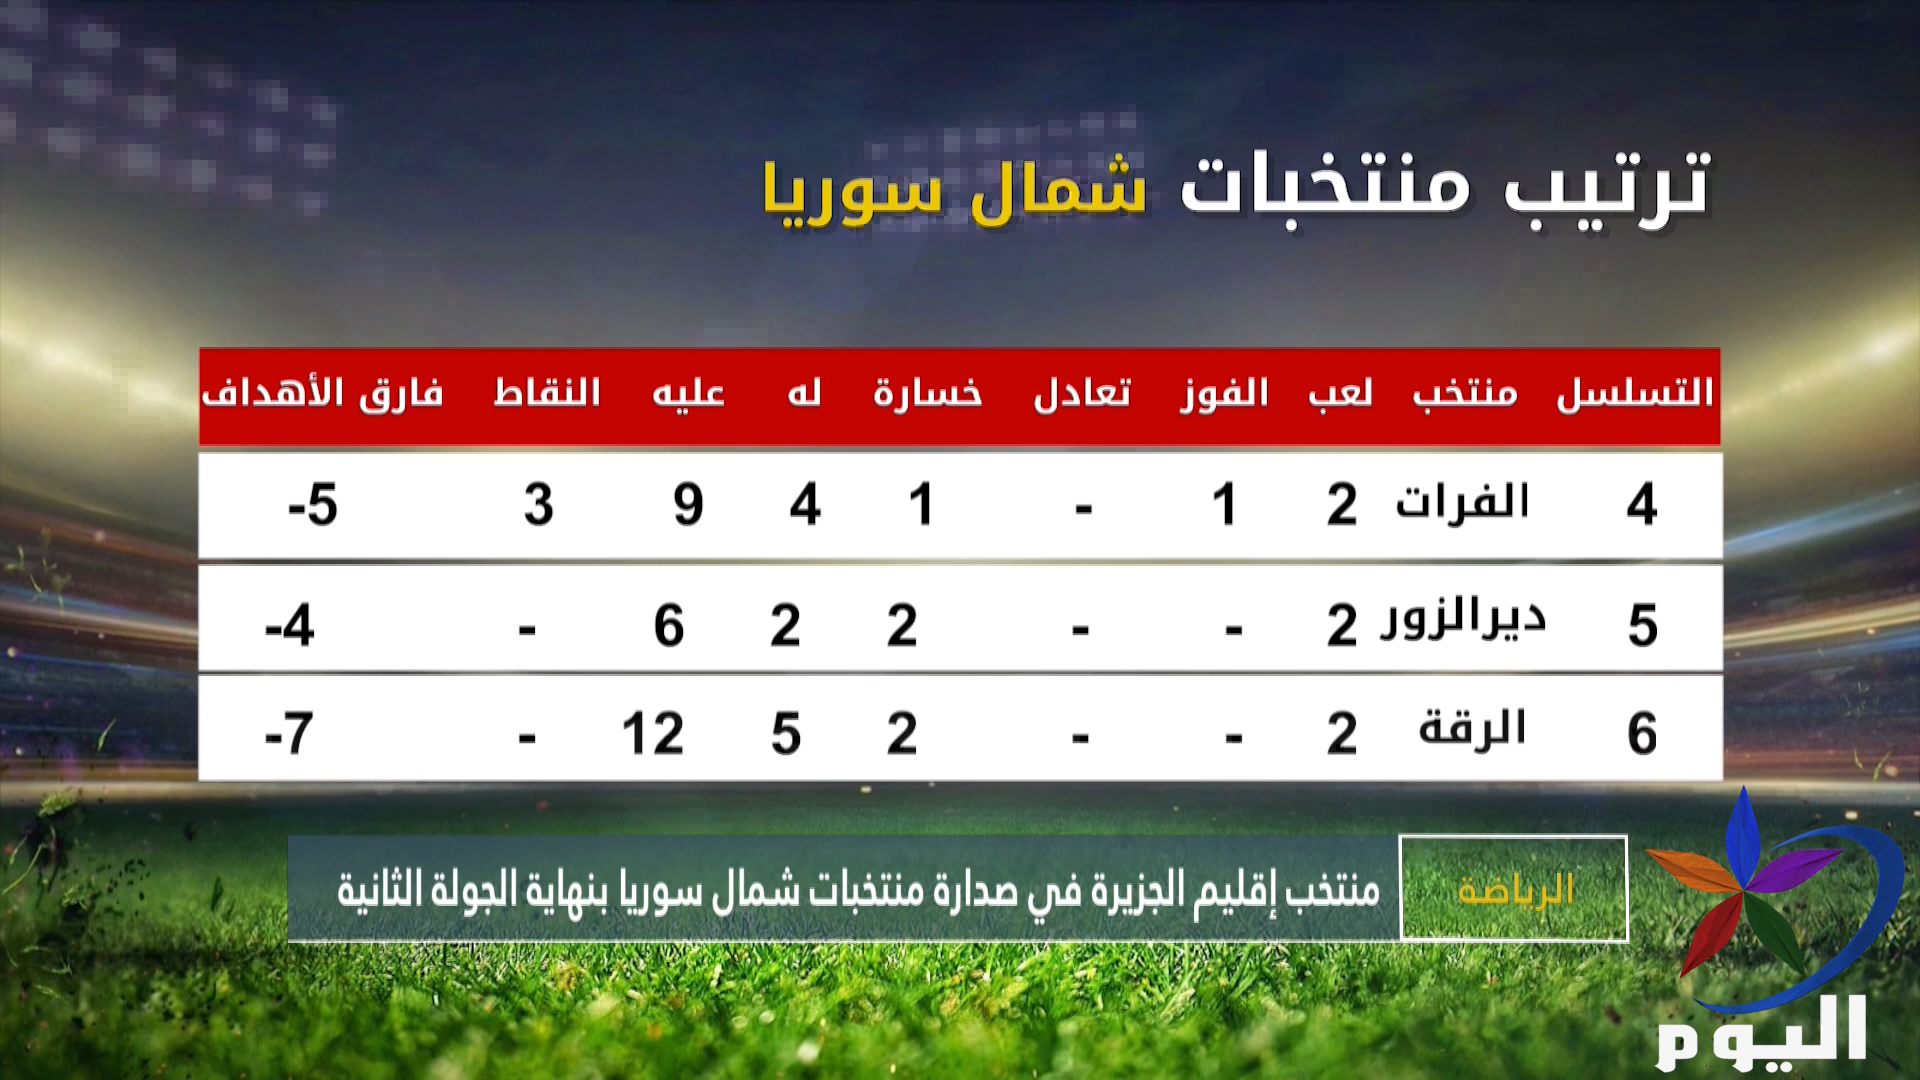 ترتيب منتخبات شمال سوريا
التسلسل منتخب لعب الفوز تعادل خسارة له عليه النقاط فارق الأهداف
4 الفرات 2 1 - 1 4 9 3 -5
5 ديرالزور 2 - - 2 2 6 - -4
6 الرقة 2 - - 2 5 12 - -7
الرياضة منتخب إقليم الجزيرة في صدارة منتخبات شمال سوريا بنهاية الجولة الثانية
اليوم